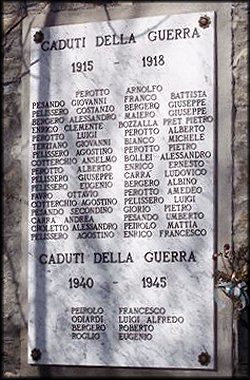 CADUTI DELLA GUERRA
1915 - 1918
PEROTTO ARNOLFO
PESANDO GIOVANNI FRANCO BATTISTA
PELISSERO COSTANZO BERGERO GIUSEPPE
BERGERO ALESSANDRO MAIERO GIUSEPPE
ENRICO CLEMENTE BOZZALLA PRET PIETRO
PEROTTO LUIGI PEROTTO ALBERTO
TERZIANO GIOVANNI BIANCO MICHELE
PELISSERO AGOSTINO PEROTTO PIETRO
COTTERCHIO ANSELMO BOLLEI ALESSANDRO
PEROTTO ALBERTO ENRICO ERNESTO
PELISSERO GIUSEPPE CARRA LUDOVICO
PELISSERO EUGENIO BERGERO ALBINO
FAVRO OTTAVIO PEROTTO AMEDEO
COTTERCHIO AGOSTINO PELISSERO LUIGI
PESANDO SECONDINO GIORIO PIETRO
CARRA ANDREA PESANDO UMBERTO
GROLETTO ALESSANDRO PEIROLO MATTIA
PELISSERO AGOSTINO ENRICO FRANCESCO
CADUTI DELLA GUERRA
1940 - 1945
PEIROLO FRANCESCO
ODIARDI LUIGI ALFREDO
BERGERO ROBERTO
ROGLIO EUGENIO